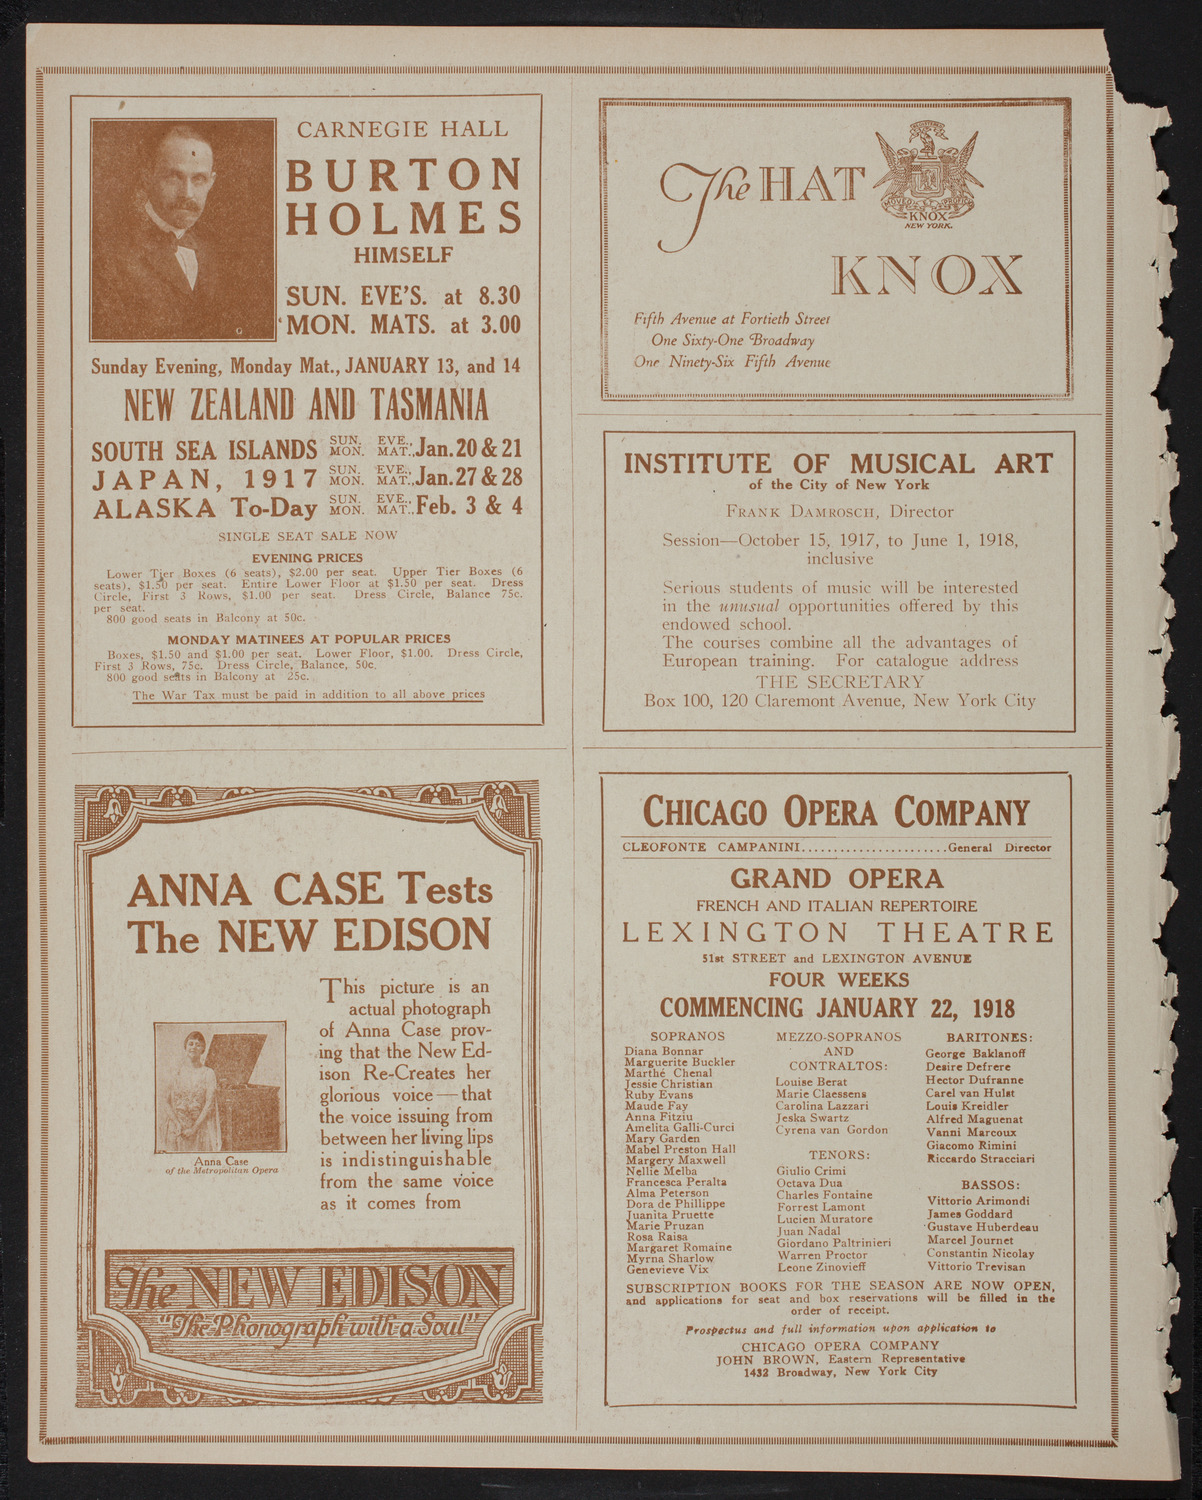 CARNEGIE HALL
BURTON
HOLMES
HIMSELF
SUN. EVE'S. at 8.30
MON. MATS. at 3.00
Sunday Evening, Monday Mat., JANUARY 13, and 14
NEW ZEALAND AND TASMANIA
SOUTH SEA ISLANDS SUN. EVE., MON. MAT., Jan. 20 & 21
JAPAN, 1917 SUN. EVE., MON. MAT., Jan. 27 & 28
ALASKA To-Day SUN. EVE., MON. MAT., Feb. 3 & 4
SINGLE SEAT SALE NOW
EVENING PRICES
Lower Tier Boxes (6 seats), $2.00 per seat. Upper Tier Boxes (6
seats), $1.50 per seat. Entire Lower Floor at $1.50 per seat. Dress
Circle, First 3 Rows, $1.00 per seat. Dress Circle, Balance 75c.
per seat.
800 good seats in Balcony at 50c.
MONDAY MATINEES AT POPULAR PRICES
Boxes, $1.50 and $1.00 per seat. Lower Floor, $1.00. Dress Circle,
First 3 Rows, 75c. Dress Circle, Balance, 50c.
800 good seats in Balcony at 25c.
The War Tax must be paid in addition to all above prices
The HAT
KNOX
NEW YORK.
KNOX
Fifth Avenue at Fortieth Street
One Sixty-One Broadway
One Ninety-Six Fifth Avenue
INSTITUTE OF MUSICAL ART
of the City of New York
FRANK DAMROSCH, Director
Session—October 15, 1917, to June 1, 1918,
inclusive
Serious students of music will be interested
in the unusual opportunities offered by this
endowed school.
The courses combine all the advantages of
European training. For catalogue address
THE SECRETARY
Box 100, 120 Claremont Avenue, New York City
ANNA CASE Tests
The NEW EDISON
This picture is an
actual photograph
of Anna Case prov-
ing that the New Ed-
ison Re-Creates her
glorious voice—that
the voice issuing from
between her living lips
is indistinguishable
from the same voice
as it comes from
Anna Case
of the Metropolitan Opera
The NEW EDISON
"The Phonograph with a Soul"
CHICAGO OPERA COMPANY
CLEOFONTE CAMPANINI.......................General Director
GRAND OPERA
FRENCH AND ITALIAN REPERTOIRE
LEXINGTON THEATRE
51st STREET and LEXINGTON AVENUE
FOUR WEEKS
COMMENCING JANUARY 22, 1918
SOPRANOS
Diana Bonnar
Marguerite Buckler
Marthé Chenal
Jessie Christian
Ruby Evans
Maude Fay
Anna Fitziu
Amelita Galli-Curci
Mary Garden
Mabel Preston Hall
Margery Maxwell
Nellie Melba
Francesca Peralta
Alma Peterson
Dora de Phillippe
Juanita Pruette
Marie Pruzan
Rosa Raisa
Margaret Romaine
Myrna Sharlow
Genevieve Vix
MEZZO-SOPRANOS
AND
CONTRALTOS:
Louise Berat
Marie Claessens
Carolina Lazzari
Jeska Swartz
Cyrena van Gordon
TENORS:
Giulio Crimi
Octava Dua
Charles Fontaine
Forrest Lamont
Lucien Muratore
Juan Nadal
Giordano Paltrinieri
Warren Proctor
Leone Zinovieff
BARITONES:
George Baklanoff
Desire Defrere
Hector Dufranne
Carel van Hulst
Louis Kreidler
Alfred Maguenat
Vanni Marcoux
Giacomo Rimini
Riccardo Stracciari
BASSOS:
Vittorio Arimondi
James Goddard
Gustave Huberdeau
Marcel Journet
Constantin Nicolay
Vittorio Trevisan
SUBSCRIPTION BOOKS FOR THE SEASON ARE NOW OPEN,
and applications for seat and box reservations will be filled in the
order of receipt.
Prospectus and full information upon application to
CHICAGO OPERA COMPANY
JOHN BROWN, Eastern Representative
1432 Broadway, New York City